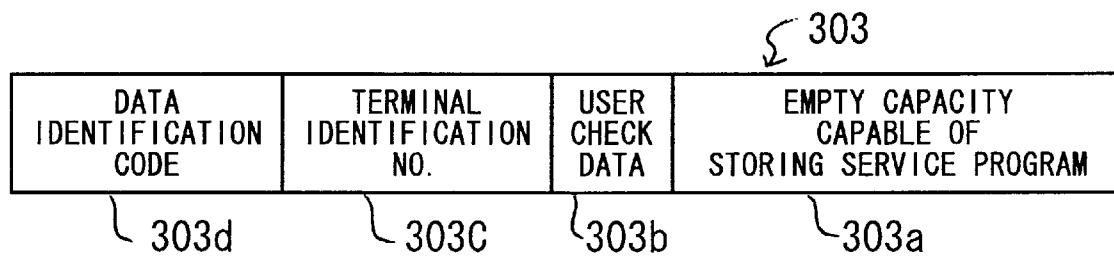 303
DATA
IDENTIFICATION
CODE
TERMINAL
IDENTIFICATION
NO.
USER
CHECK
DATA
EMPTY CAPACITY
CAPABLE OF
STORING SERVICE PROGRAM
303d
303C
303b
303a